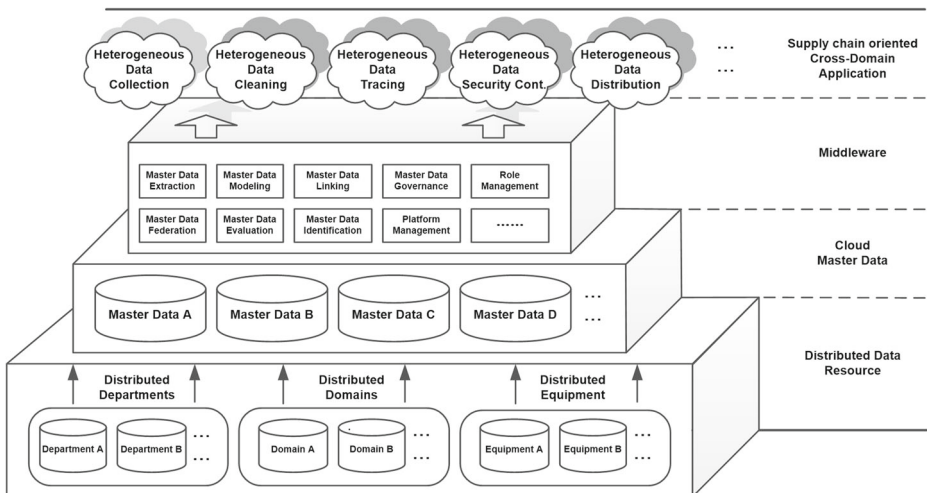 Heterogeneous
Data
Collection
Heterogeneous
Data
Cleaning
Heterogeneous
Data
Tracing
Heterogeneous
Data
Security Cont.
Heterogeneous
Data
Distribution
...
...
Supply chain oriented
Cross-Domain
Application
Master Data
Extraction
Master Data
Modeling
Master Data
Linking
Master Data
Governance
Role
Management
Master Data
Federation
Master Data
Evaluation
Master Data
Identification
Platform
Management
......
Middleware
Master Data A
Master Data B
Master Data C
Master Data D
...
...
Cloud
Master Data
Distributed
Departments
Distributed
Domains
Distributed
Equipment
Department A
Department B
...
...
Domain A
Domain B
...
...
Equipment A
Equipment B
...
...
Distributed Data
Resource